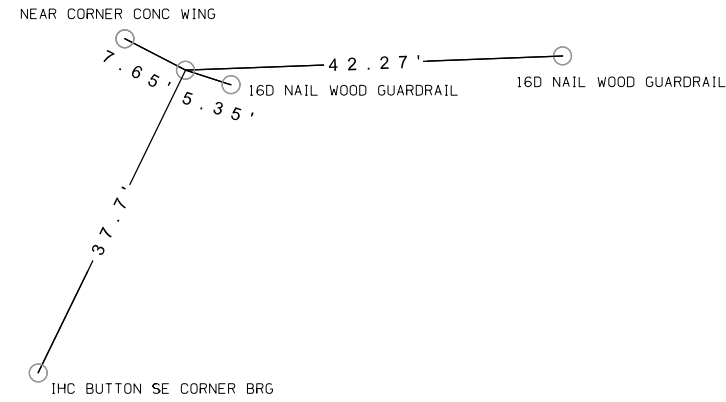 NEAR CORNER CONC WING
7.65'
42.27'
16D NAIL WOOD GUARDRAIL
16D NAIL WOOD GUARDRAIL
5.35'
37.7'
IHC BUTTON SE CORNER BRG